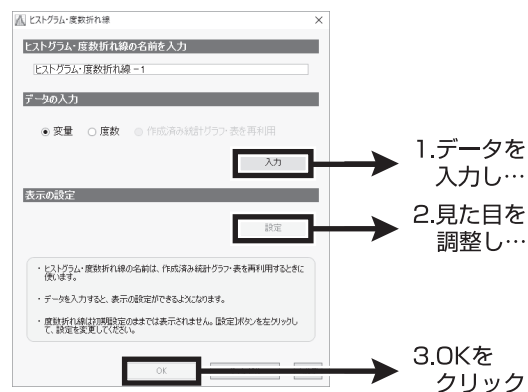 ヒストグラム・度数折れ線
ヒストグラム・度数折れ線の名前を入力
ヒストグラム・度数折れ線 -1
データの入力
変量 度数 作成済み統計グラフ・表を再利用
入力
1.データを
入力し…
表示の設定
設定
2.見た目を
調整し…
・ヒストグラム・度数折れ線の名前は、作成済み統計グラフ・表を再利用するときに
使います。
・データを入力すると、表示の設定ができるようになります。
・度数折れ線は初期設定のままでは表示されません。[設定]ボタンを左クリックし
て、設定を変更してください。
OK
3.OKを
クリック